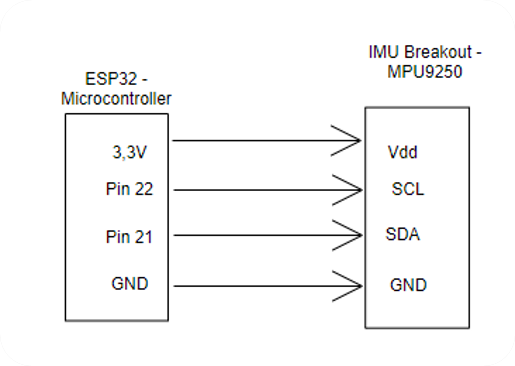 IMU Breakout -
MPU9250
ESP32 -
Microcontroller
3,3V
Vdd
Pin 22
SCL
Pin 21
SDA
GND
GND